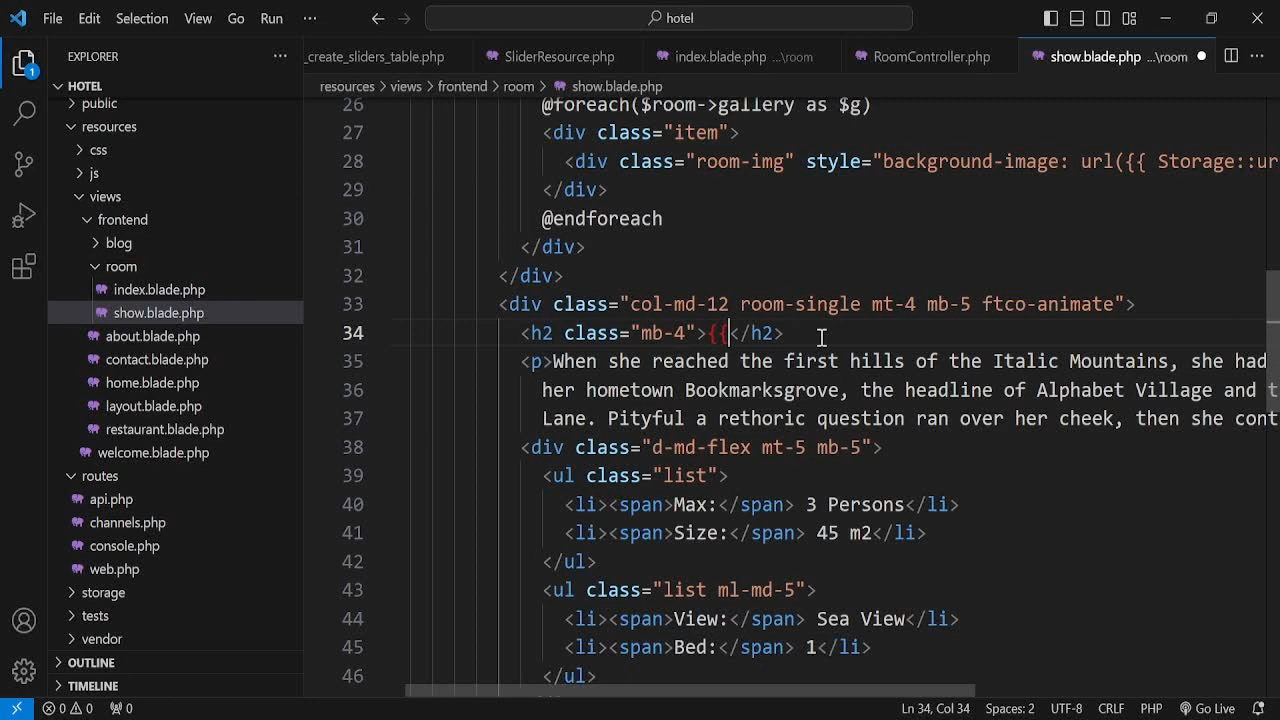 File Edit Selection View Go Run ···
hotel
EXPLORER ···
_create_sliders_table.php SliderResource.php index.blade.php ...\room RoomController.php show.blade.php ...\room ···
HOTEL
resources > views > frontend > room > show.blade.php
public
resources
css
js
views
frontend
blog
room
index.blade.php
show.blade.php
about.blade.php
contact.blade.php
home.blade.php
layout.blade.php
restaurant.blade.php
welcome.blade.php
routes
api.php
channels.php
console.php
web.php
storage
tests
vendor
OUTLINE
TIMELINE
1
26 @foreach($room->gallery as $g)
27 <div class="item">
28 <div class="room-img" style="background-image: url({{ Storage::ur
29 </div>
30 @endforeach
31 </div>
32 </div>
33 <div class="col-md-12 room-single mt-4 mb-5 ftco-animate">
34 <h2 class="mb-4">{{</h2>
35 <p>When she reached the first hills of the Italic Mountains, she had
36 her hometown Bookmarksgrove, the headline of Alphabet Village and t
37 Lane. Pityful a rethoric question ran over her cheek, then she cont
38 <div class="d-md-flex mt-5 mb-5">
39 <ul class="list">
40 <li><span>Max:</span> 3 Persons</li>
41 <li><span>Size:</span> 45 m2</li>
42 </ul>
43 <ul class="list ml-md-5">
44 <li><span>View:</span> Sea View</li>
45 <li><span>Bed:</span> 1</li>
46 </ul>
0 0 0 Ln 34, Col 34 Spaces: 2 UTF-8 CRLF PHP Go Live